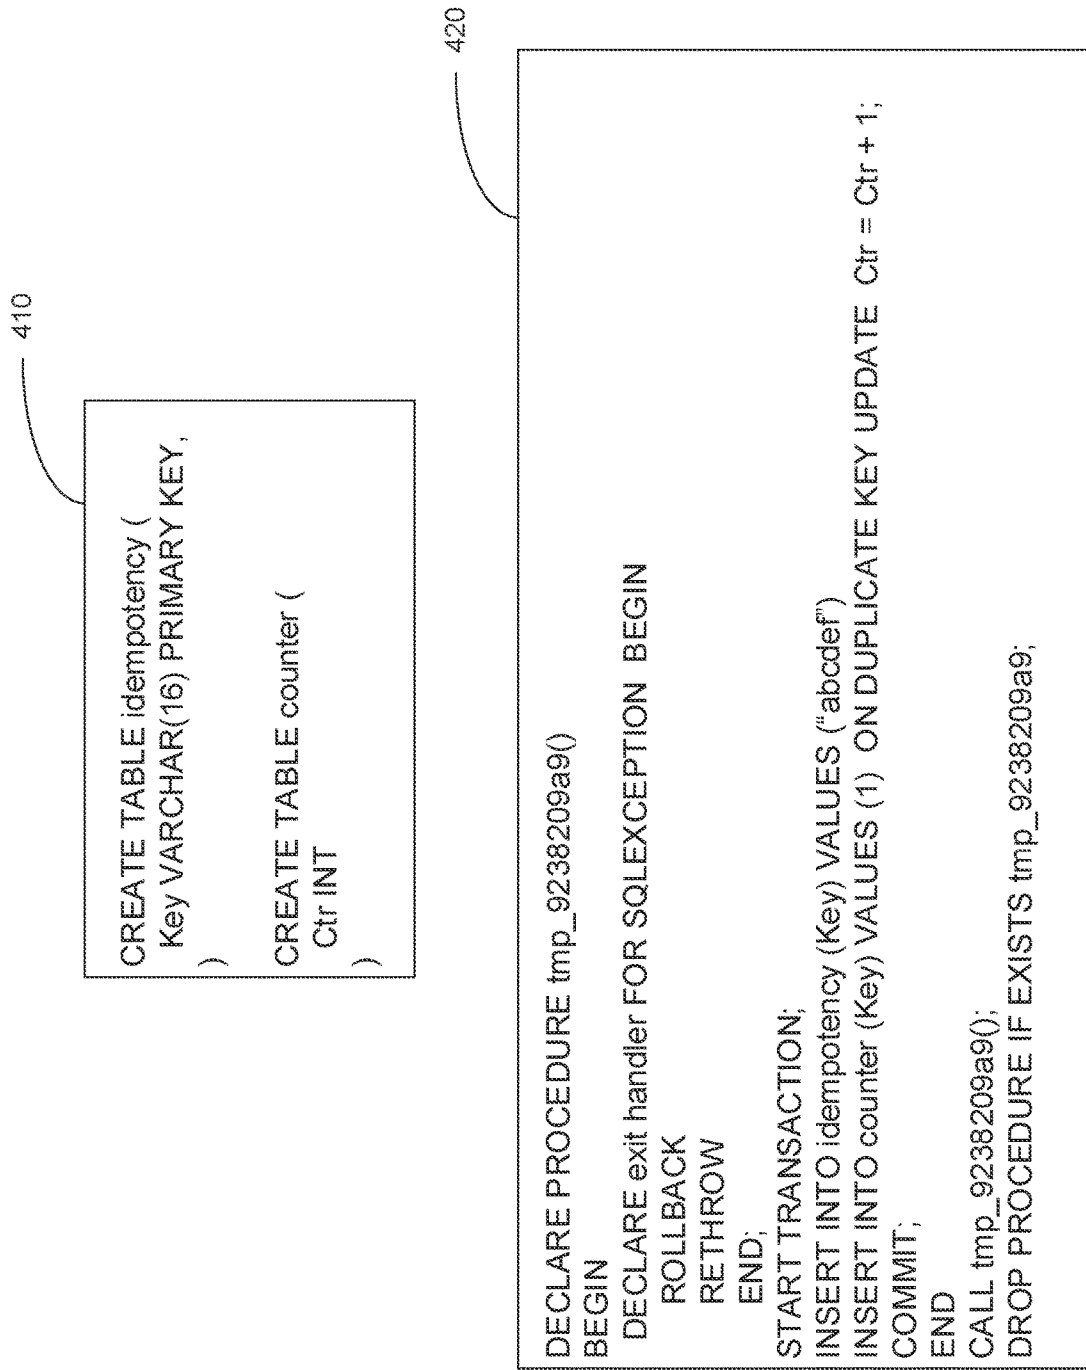 410
CREATE TABLE idempotency (
Key VARCHAR(16) PRIMARY KEY,
)
CREATE TABLE counter (
Ctr INT
)
420
DECLARE PROCEDURE tmp_9238209a9()
BEGIN
DECLARE exit handler FOR SQLEXCEPTION BEGIN
ROLLBACK
RETHROW
END;
START TRANSACTION;
INSERT INTO idempotency (Key) VALUES (“abcdef”)
INSERT INTO counter (Key) VALUES (1) ON DUPLICATE KEY UPDATE Ctr = Ctr + 1;
COMMIT;
END
CALL tmp_9238209a9();
DROP PROCEDURE IF EXISTS tmp_9238209a9;